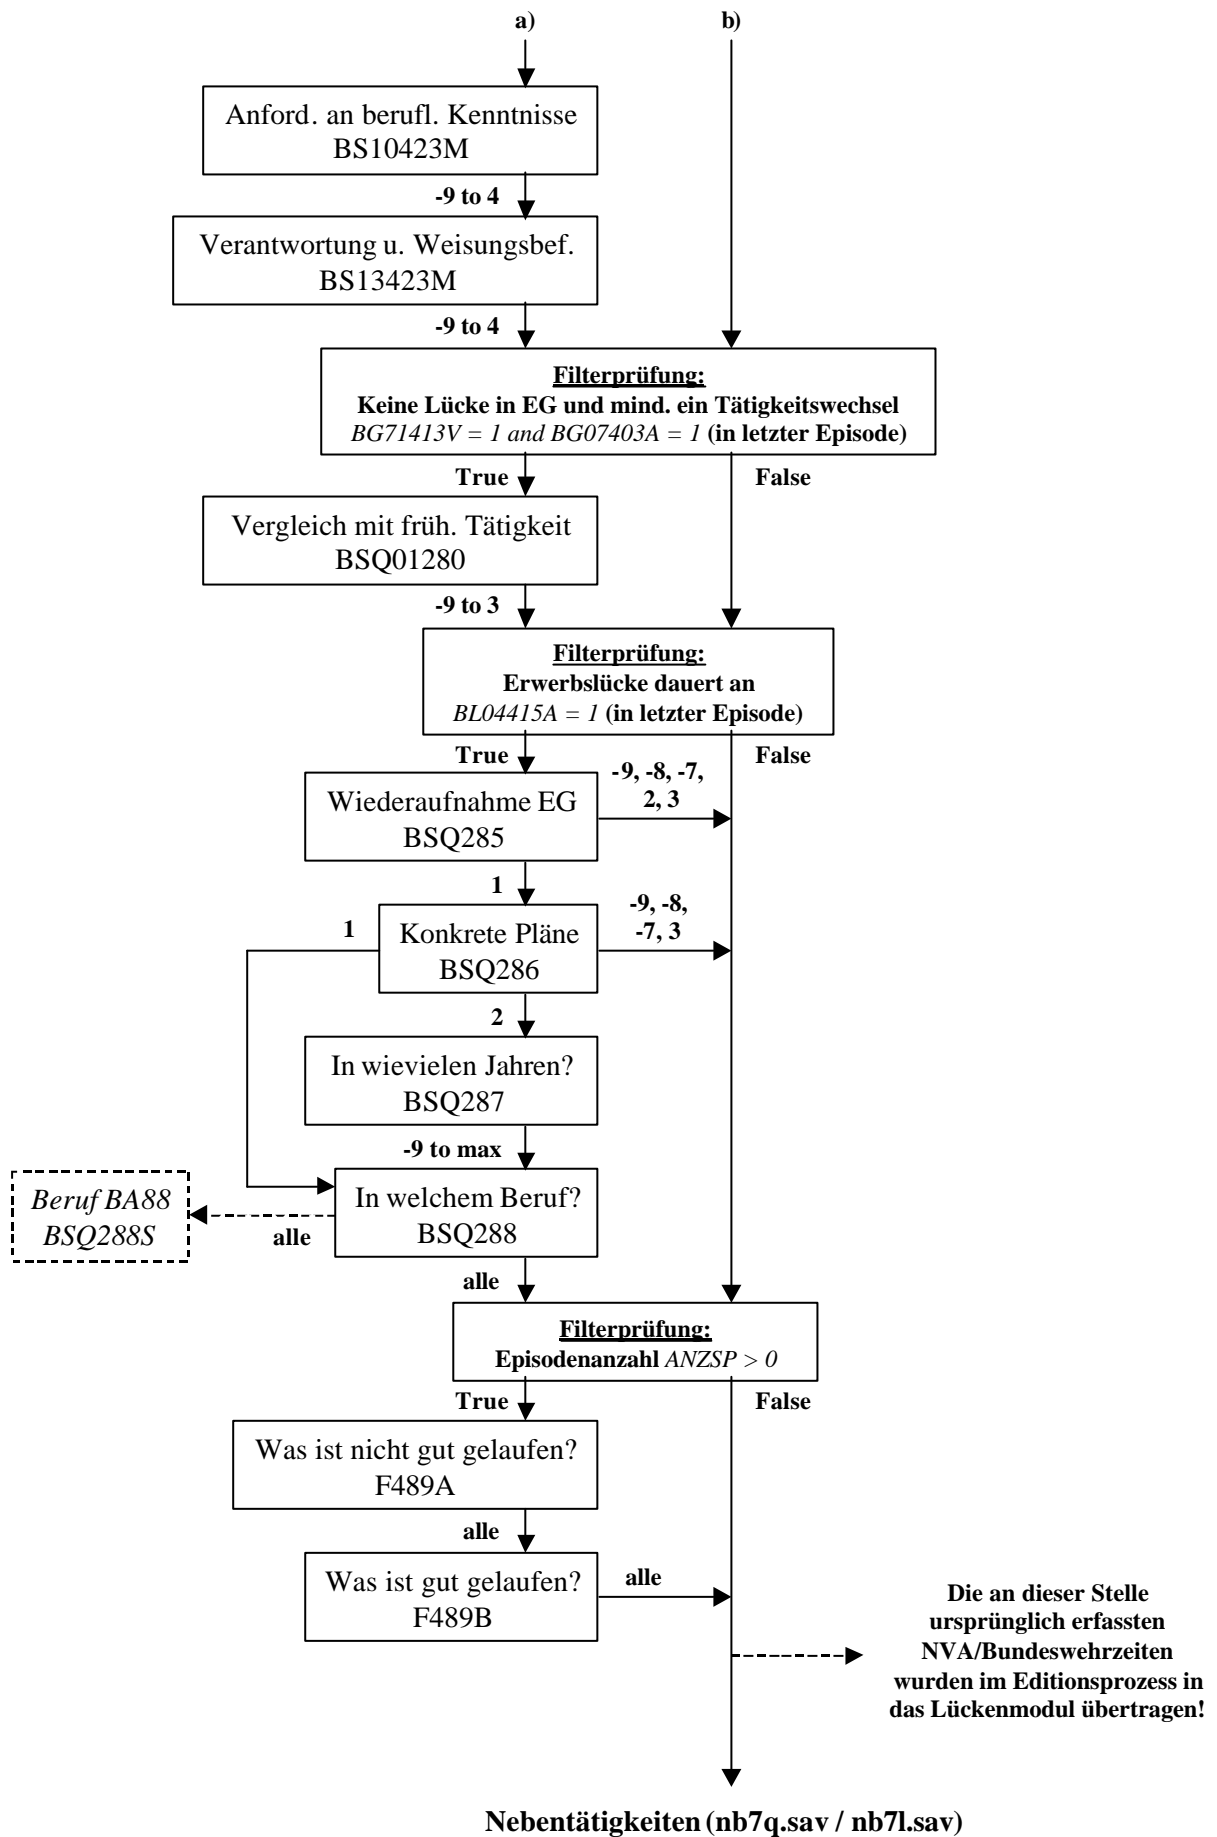 a)
b)
Anford. an berufl. Kenntnisse
BS10423M
-9 to 4
Verantwortung u. Weisungsbef.
BS13423M
-9 to 4
Filterprüfung:
Keine Lücke in EG und mind. ein Tätigkeitswechsel
BG71413V = 1 and BG07403A = 1 (in letzter Episode)
True
False
Vergleich mit früh. Tätigkeit
BSQ01280
-9 to 3
Filterprüfung:
Erwerbslücke dauert an
BL04415A = 1 (in letzter Episode)
True
False
Wiederaufnahme EG
BSQ285
-9, -8, -7,
2, 3
1
Konkrete Pläne
BSQ286
-9, -8,
-7, 3
1
2
In wievielen Jahren?
BSQ287
-9 to max
In welchem Beruf?
BSQ288
alle
Beruf BA88
BSQ288S
alle
Filterprüfung:
Episodenanzahl ANZSP > 0
True
False
Was ist nicht gut gelaufen?
F489A
alle
Was ist gut gelaufen?
F489B
alle
Die an dieser Stelle
ursprünglich erfassten
NVA/Bundeswehrzeiten
wurden im Editionsprozess in
das Lückenmodul übertragen!
Nebentätigkeiten (nb7q.sav / nb7l.sav)